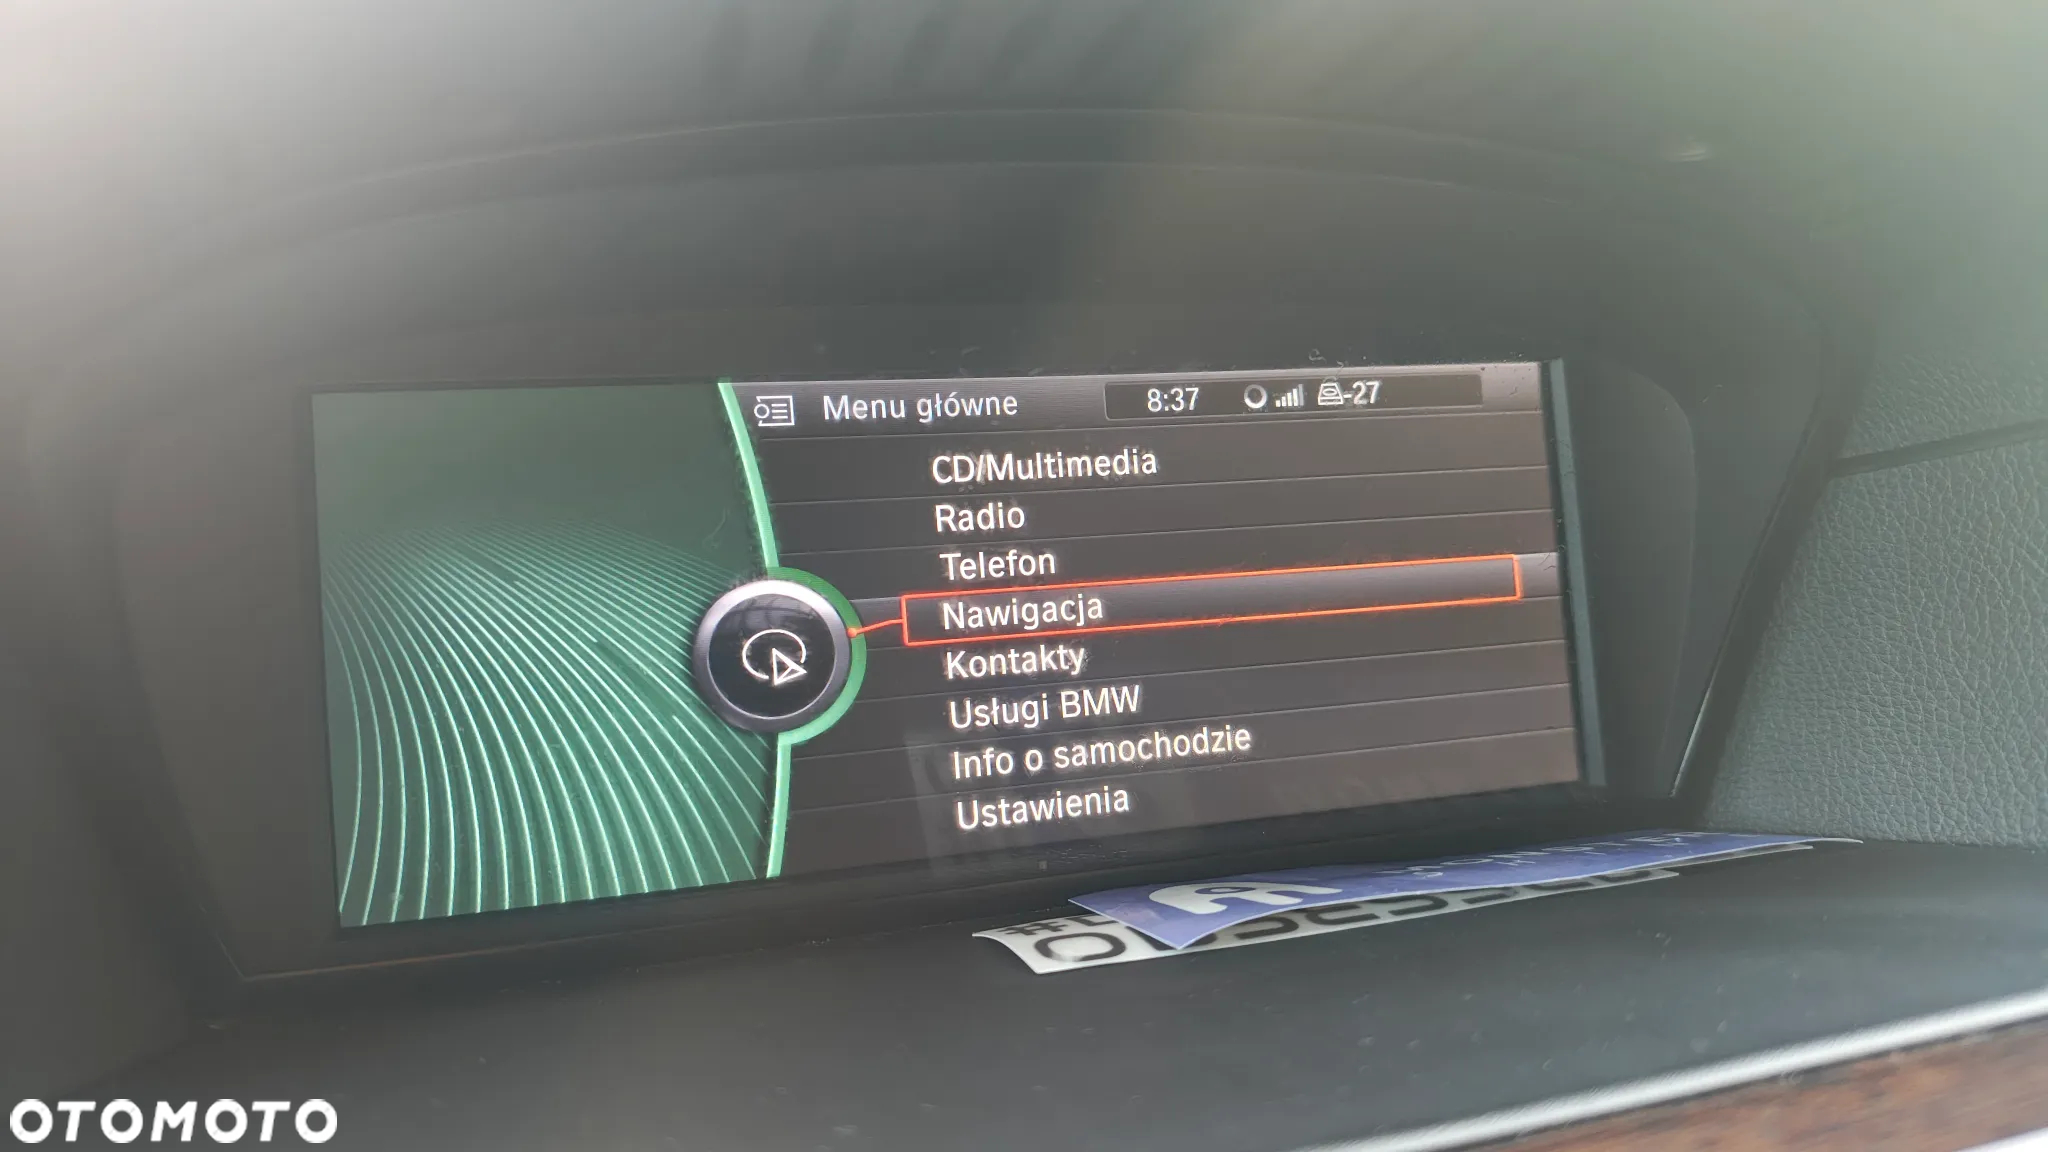 Menu główne
8:37
-27
CD/Multimedia
Radio
Telefon
Nawigacja
Kontakty
Usługi BMW
Info o samochodzie
Ustawienia
OTOMOTO